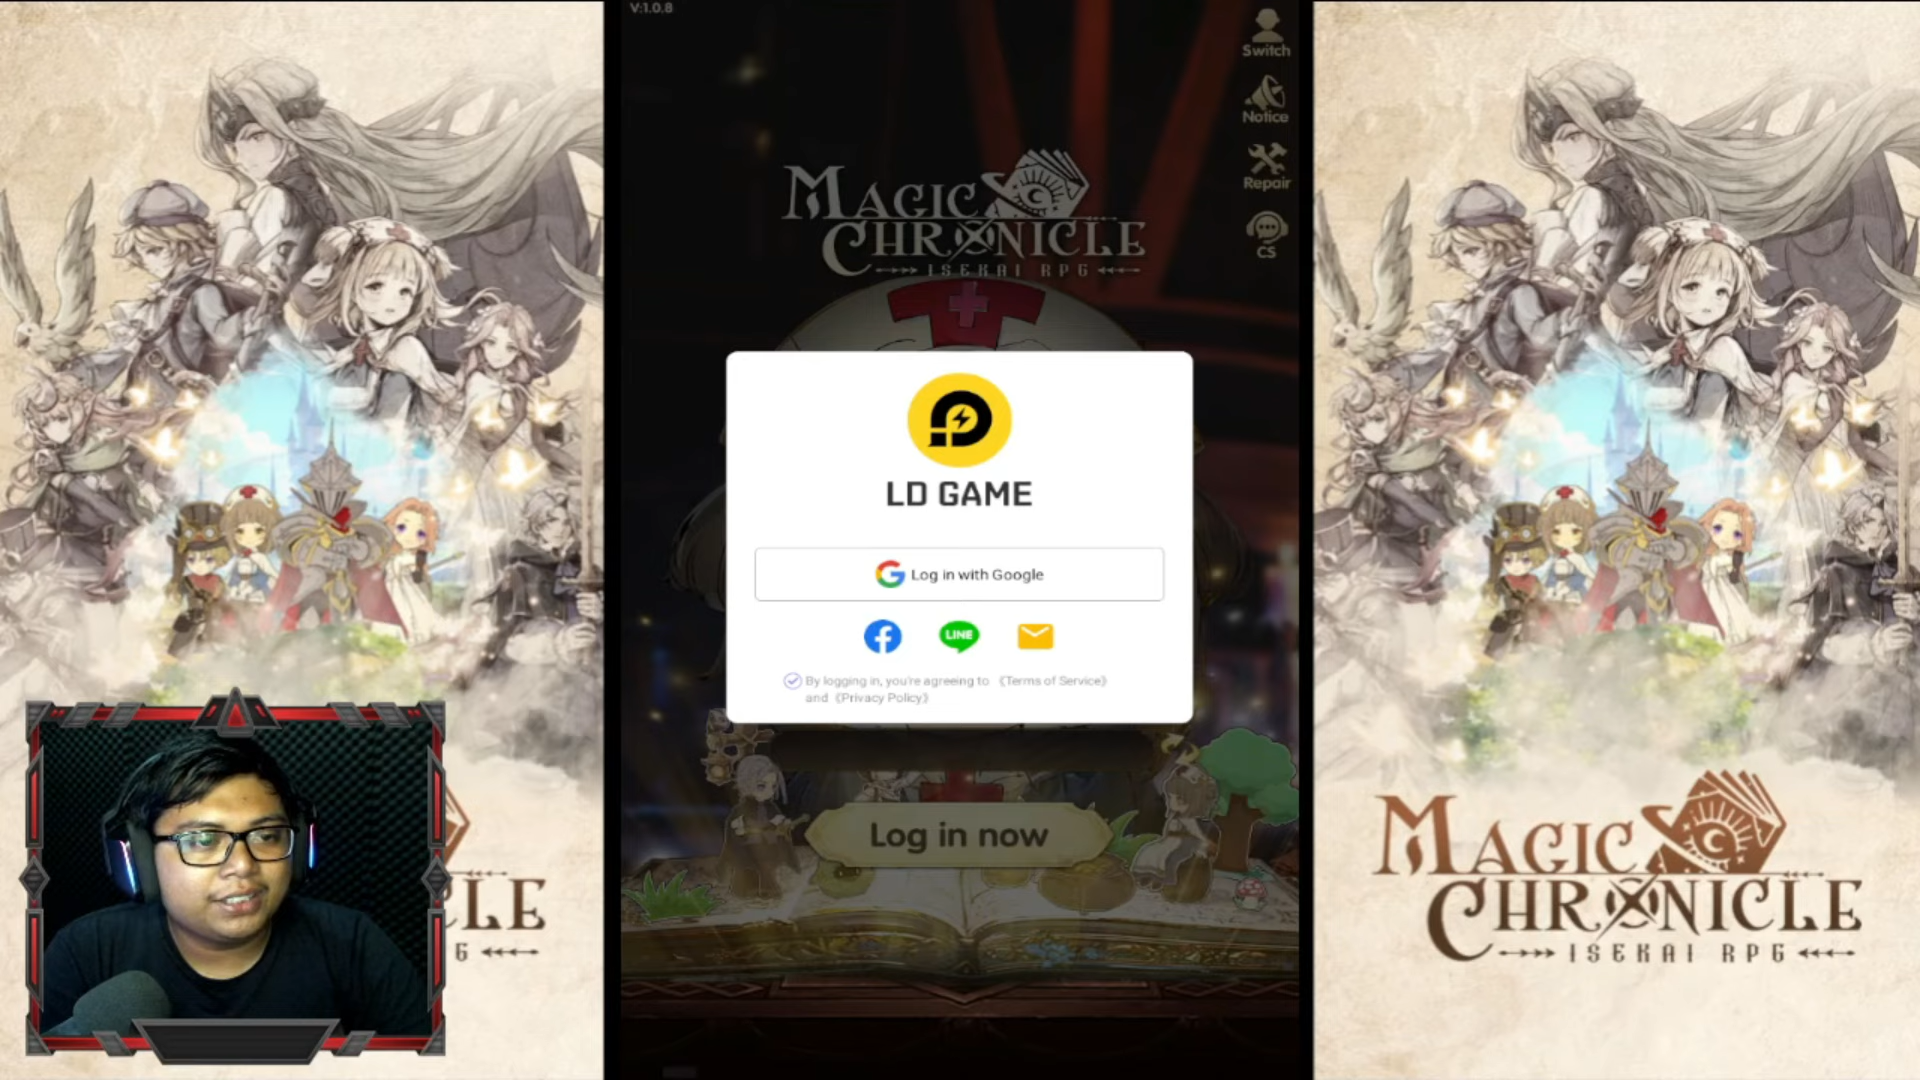 V:1.0.8
Switch
Notice
Repair
CS
MAGIC
CHRONICLE
ISEKAI RPG
LD GAME
Log in with Google
LINE
By logging in, you're agreeing to 《Terms of Service》
and 《Privacy Policy》
Log in now
CLE
G
MAGIC
CHRONICLE
ISEKAI RPG